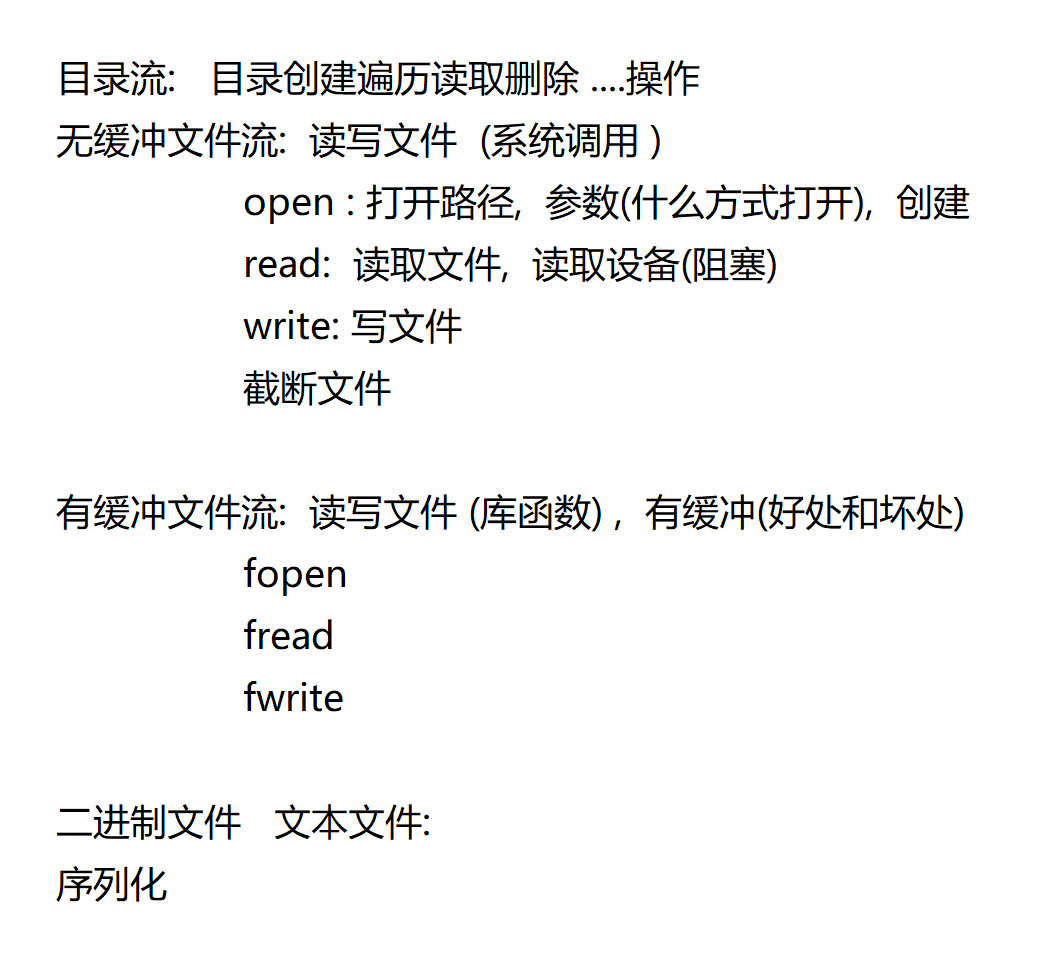 目录流:   目录创建遍历读取删除 ....操作
无缓冲文件流:  读写文件  (系统调用 )
open : 打开路径,  参数(什么方式打开),  创建
read:  读取文件,  读取设备(阻塞)
write: 写文件
截断文件
有缓冲文件流:  读写文件 (库函数) ,  有缓冲(好处和坏处)
fopen
fread
fwrite
二进制文件   文本文件:
序列化